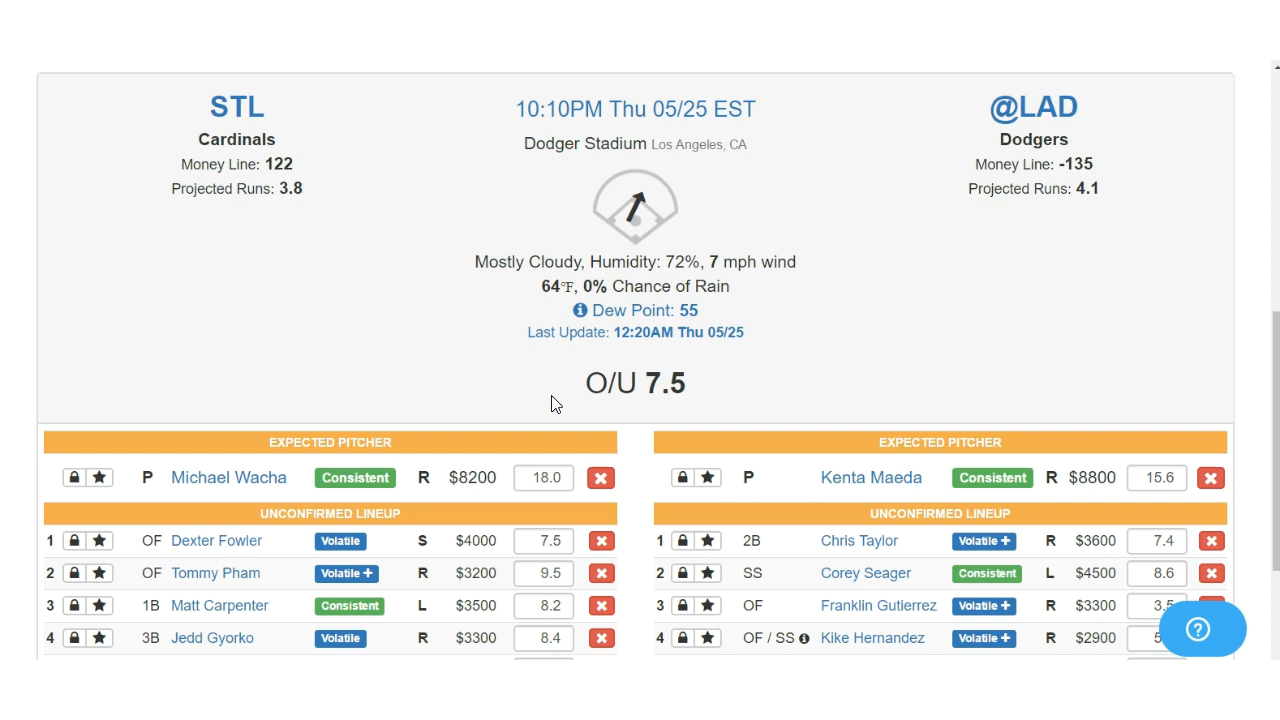 STL
Cardinals
Money Line: 122
Projected Runs: 3.8
10:10PM Thu 05/25 EST
Dodger Stadium Los Angeles, CA
Mostly Cloudy, Humidity: 72%, 7 mph wind
64°F, 0% Chance of Rain
Dew Point: 55
Last Update: 12:20AM Thu 05/25
O/U 7.5
@LAD
Dodgers
Money Line: -135
Projected Runs: 4.1
EXPECTED PITCHER
P Michael Wacha Consistent R $8200 18.0
UNCONFIRMED LINEUP
1 OF Dexter Fowler Volatile S $4000 7.5
2 OF Tommy Pham Volatile + R $3200 9.5
3 1B Matt Carpenter Consistent L $3500 8.2
4 3B Jedd Gyorko Volatile R $3300 8.4
EXPECTED PITCHER
P Kenta Maeda Consistent R $8800 15.6
UNCONFIRMED LINEUP
1 2B Chris Taylor Volatile + R $3600 7.4
2 SS Corey Seager Consistent L $4500 8.6
3 OF Franklin Gutierrez Volatile + R $3300
4 OF / SS Kike Hernandez Volatile + R $2900